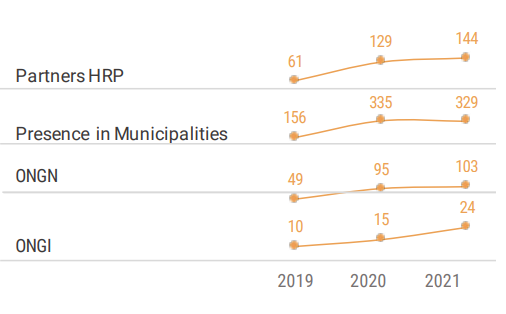 129 144
61
Partners HRP
335 329
156
Presence in Municipalities
95 103
49
ONGN
24
15
10
ONGI
2019 2020 2021